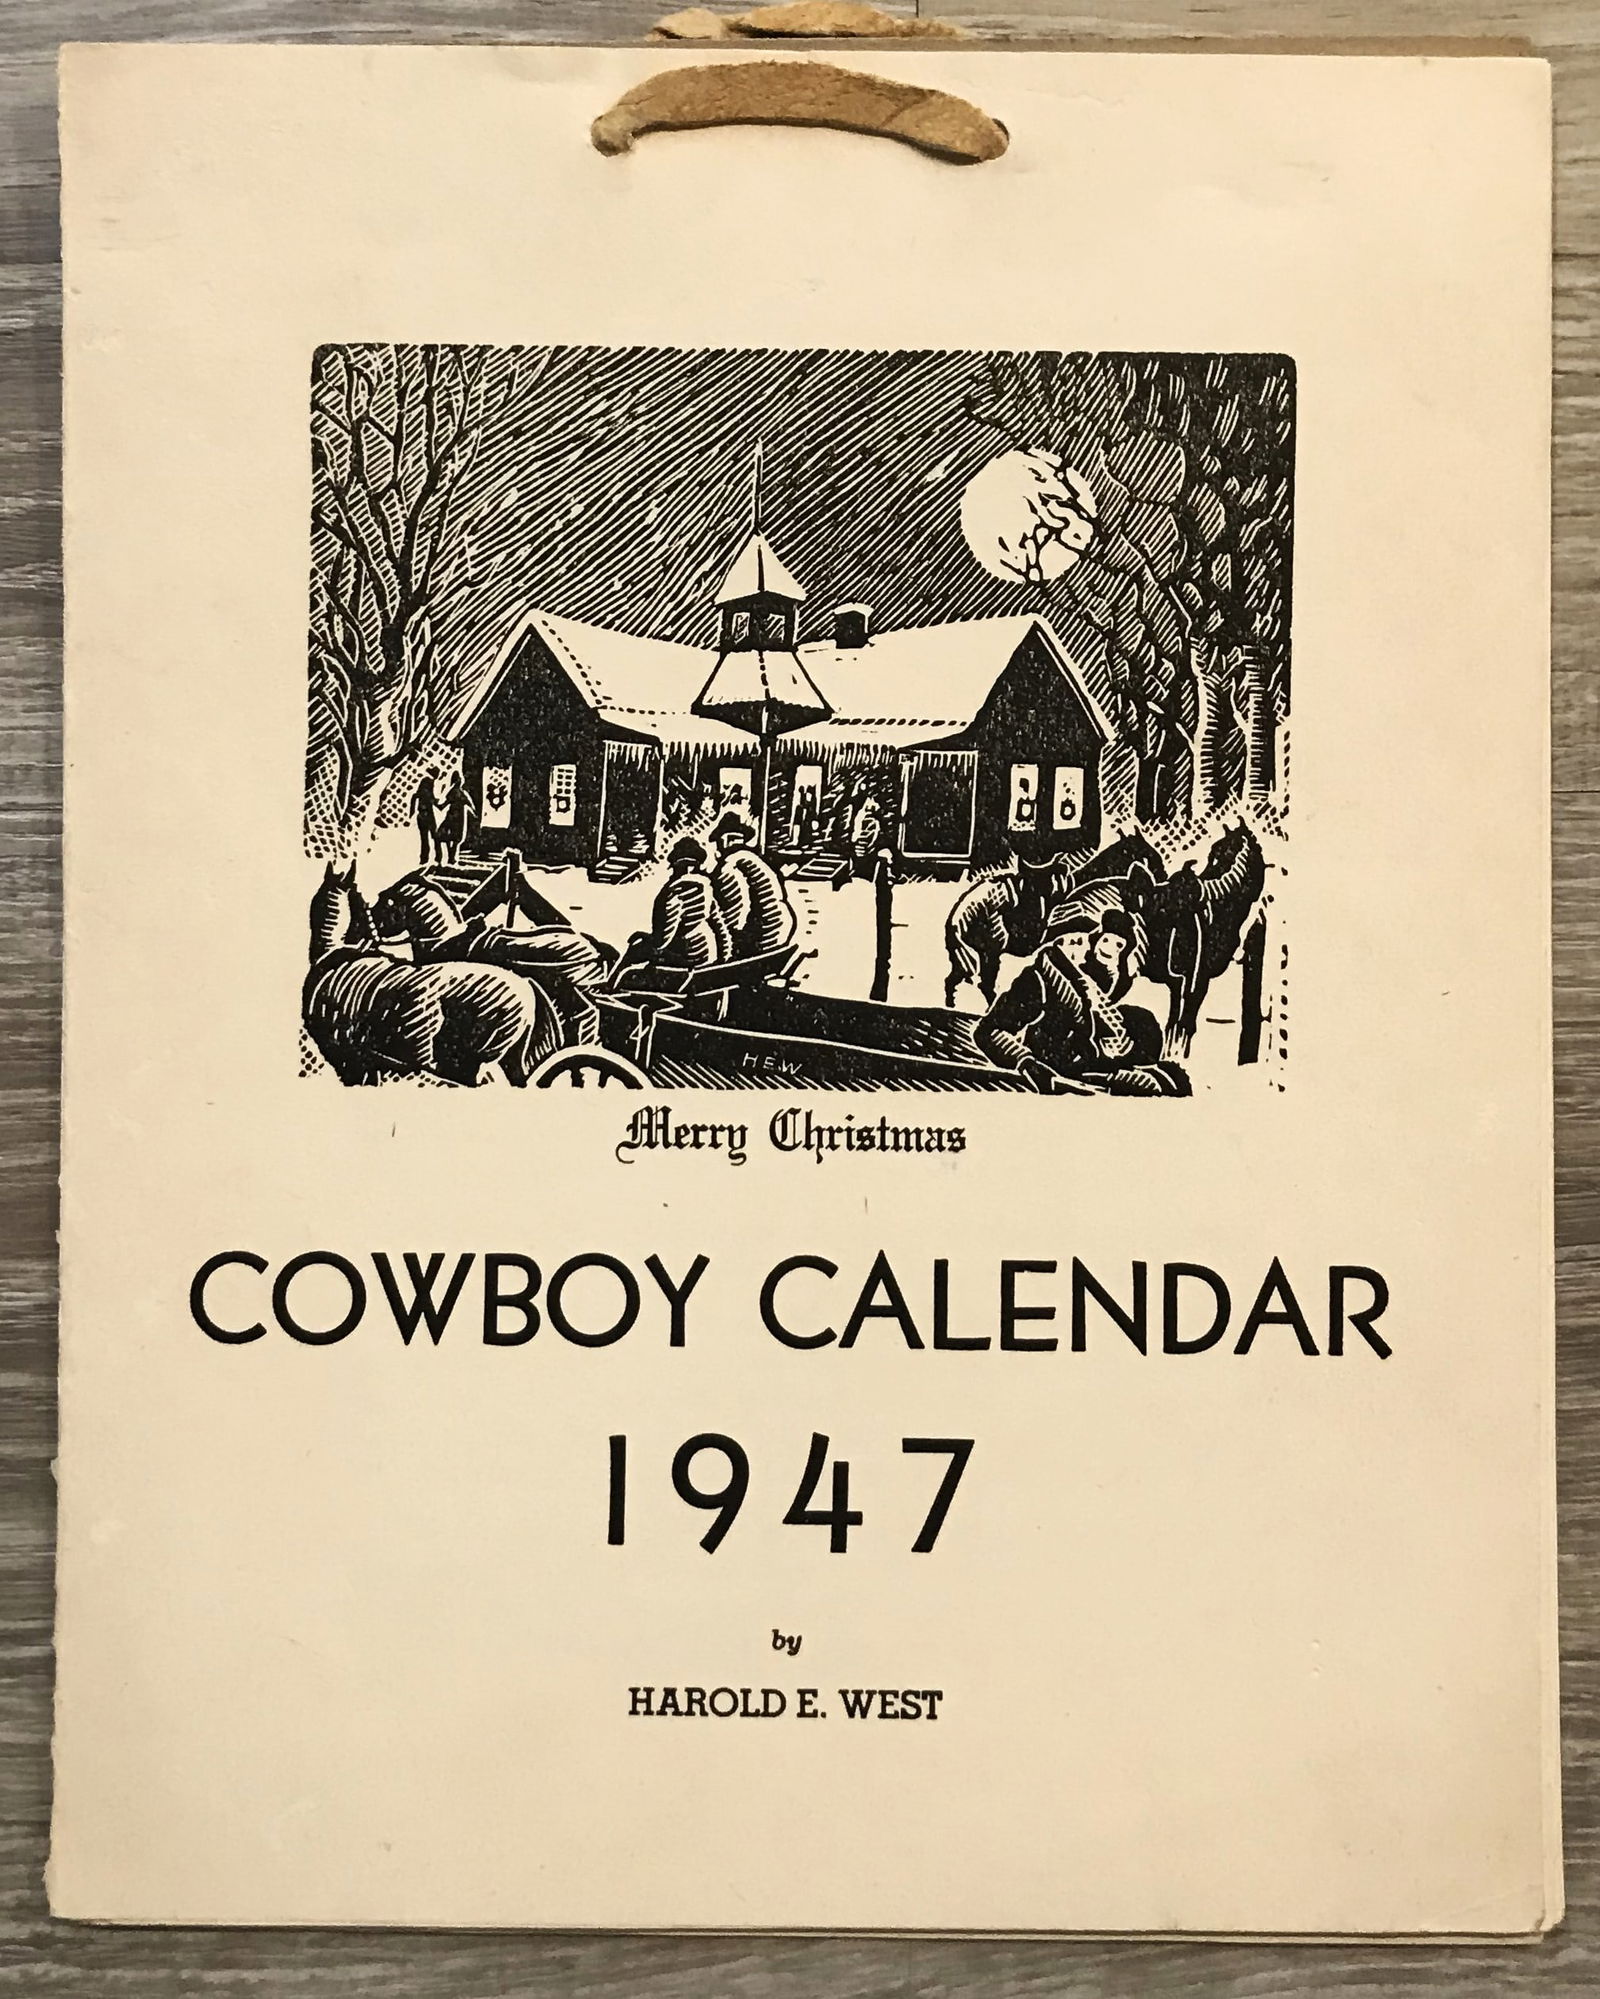 HEW
Merry Christmas
COWBOY CALENDAR
1947
by
HAROLD E. WEST